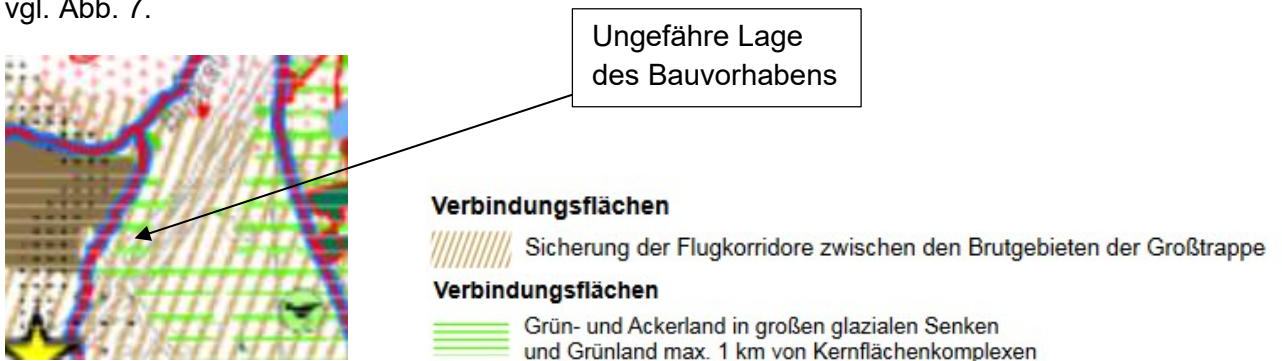 vgl. Abb. 7.
Ungefähre Lage
des Bauvorhabens
Verbindungsflächen
Sicherung der Flugkorridore zwischen den Brutgebieten der Großtrappe
Verbindungsflächen
Grün- und Ackerland in großen glazialen Senken
und Grünland max. 1 km von Kernflächenkomplexen